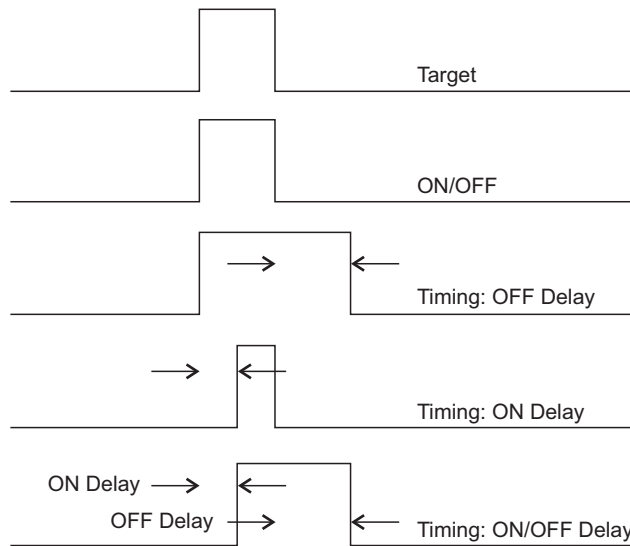 Target
ON/OFF
Timing: OFF Delay
Timing: ON Delay
ON Delay
OFF Delay
Timing: ON/OFF Delay